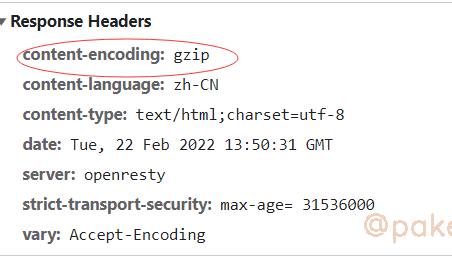 Response Headers
content-encoding: gzip
content-language: zh-CN
content-type: text/html;charset=utf-8
date: Tue, 22 Feb 2022 13:50:31 GMT
server: openresty
strict-transport-security: max-age= 31536000
vary: Accept-Encoding